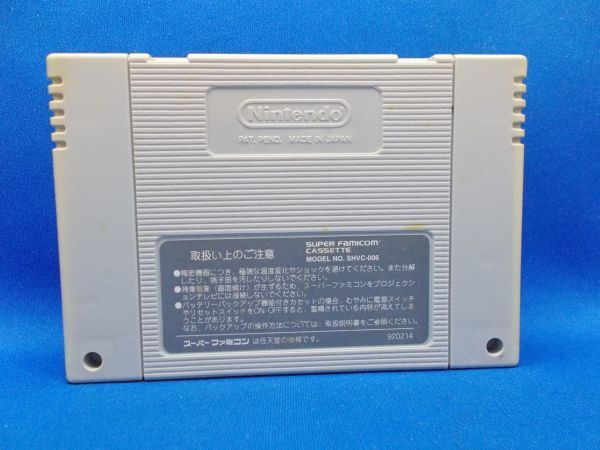 Nintendo
PAT. PEND. MADE IN JAPAN
取扱い上のご注意
SUPER FAMICOM
CASSETTE
MODEL NO. SHVC-006
●精密機器につき、極端な温度変化やショックを避けてください。また分解
したり、端子部を汚したりしないでください。
●残像現象(画面焼け)が生ずるため、スーパーファミコンをプロジェクシ
ョンテレビには接続しないでください。
●バッテリーバックアップ機能付きカセットの場合、むやみに電源スイッチ
やリセットスイッチをON・OFFすると、蓄積されている内容が消えてしま
うことがあります。
なお、バックアップの操作方法については、取扱説明書をご参照ください。
スーパーファミコン は任天堂の商標です。
920214